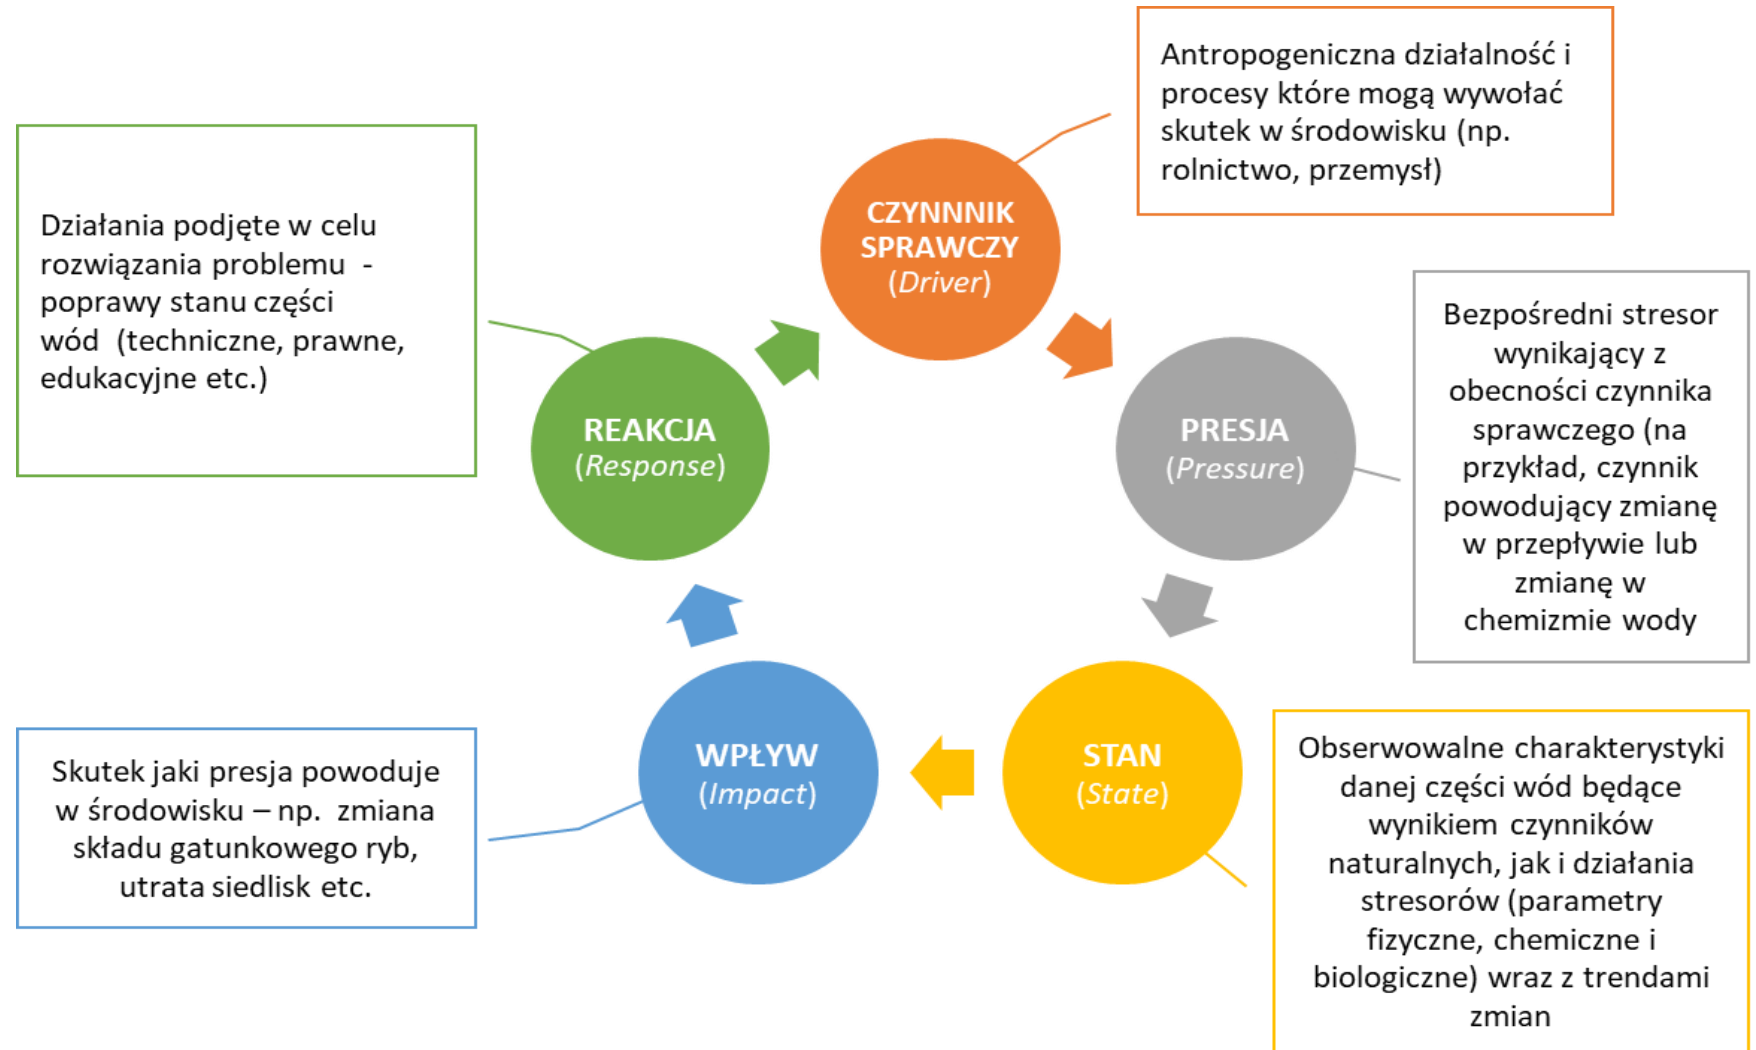 Antropogeniczna działalność i
procesy które mogą wywołać
skutek w środowisku (np.
rolnictwo, przemysł)
CZYNNNIK
SPRAWCZY
(Driver)
Bezpośredni stresor
wynikający z
obecności czynnika
sprawczego (na
przykład, czynnik
powodujący zmianę
w przepływie lub
zmianę w
chemizmie wody
PRESJA
(Pressure)
Obserwowalne charakterystyki
danej części wód będące
wynikiem czynników
naturalnych, jak i działania
stresorów (parametry
fizyczne, chemiczne i
biologiczne) wraz z trendami
zmian
STAN
(State)
WPŁYW
(Impact)
Skutek jaki presja powoduje
w środowisku – np. zmiana
składu gatunkowego ryb,
utrata siedlisk etc.
REAKCJA
(Response)
Działania podjęte w celu
rozwiązania problemu -
poprawy stanu części
wód (techniczne, prawne,
edukacyjne etc.)